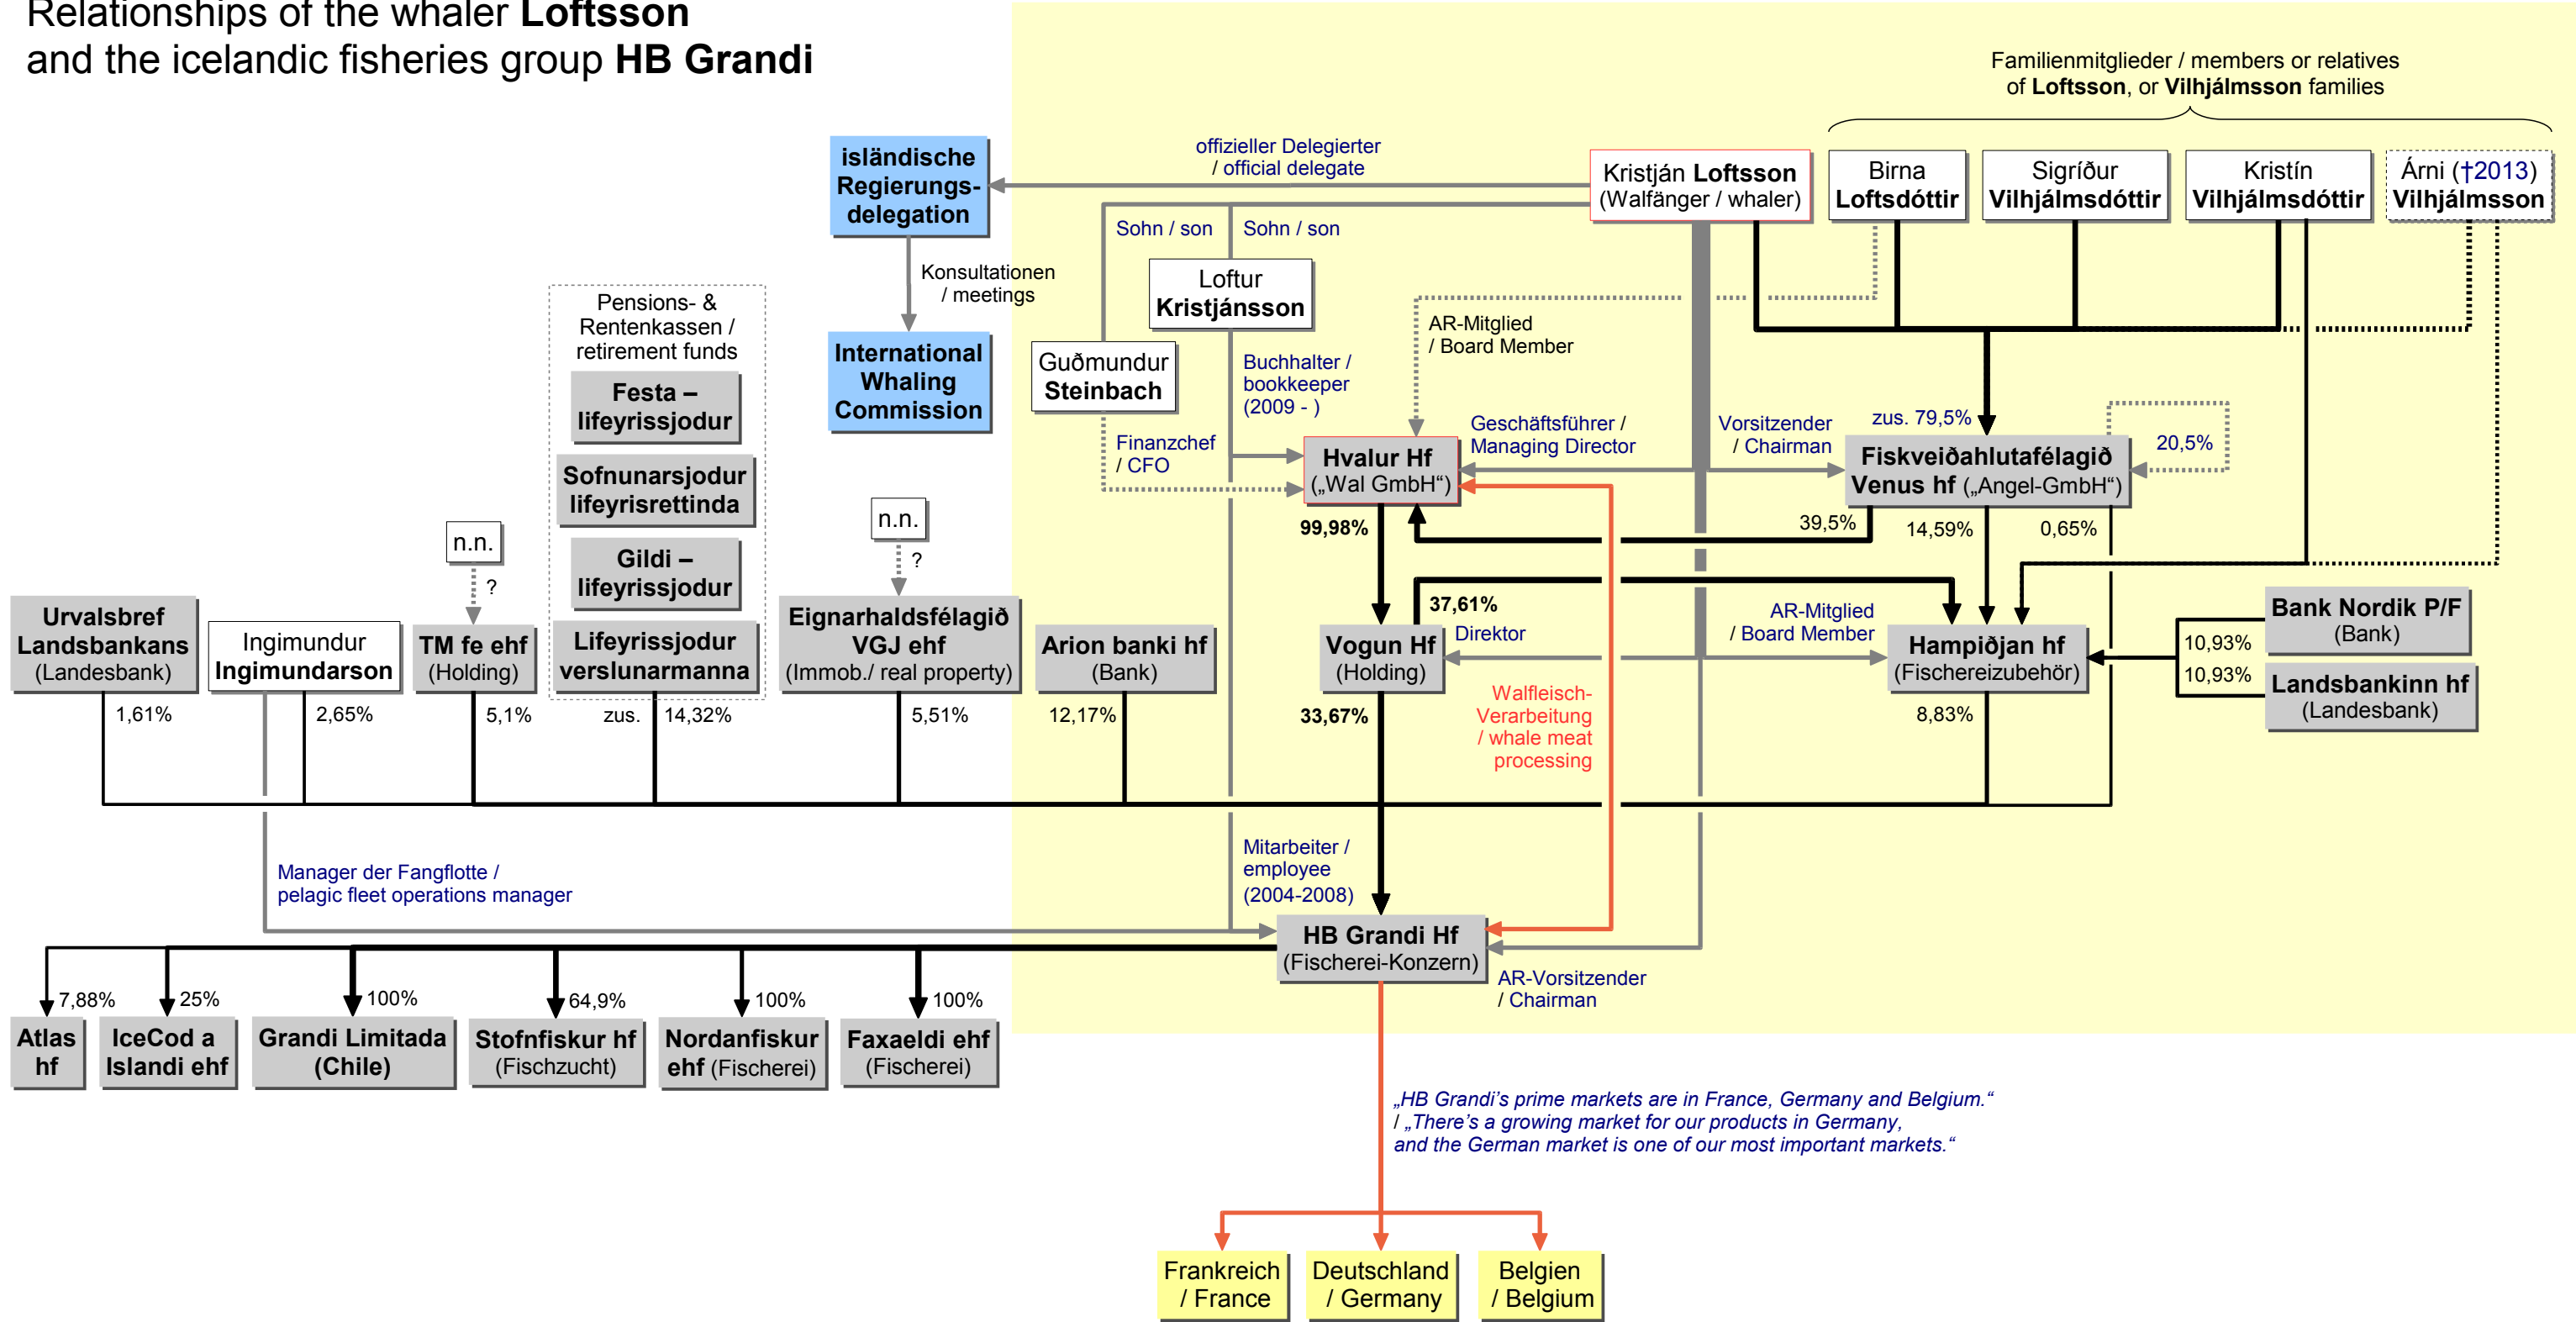 Relationships of the whaler Loftsson
and the icelandic fisheries group HB Grandi
Familienmitglieder / members or relatives
of Loftsson, or Vilhjálmsson families
isländische
Regierungs-
delegation
offizieller Delegierter
/ official delegate
Kristján Loftsson
(Walfänger / whaler)
Birna
Loftsdóttir
Sigríður
Vilhjálmsdóttir
Kristín
Vilhjálmsdóttir
Árni (†2013)
Vilhjálmsson
Sohn / son
Sohn / son
Konsultationen
/ meetings
Loftur
Kristjánsson
Pensions- &
Rentenkassen /
retirement funds
International
Whaling
Commission
Guðmundur
Steinbach
AR-Mitglied
/ Board Member
Buchhalter /
bookkeeper
(2009 - )
Festa –
lifeyrissjodur
Finanzchef
/ CFO
Hvalur Hf
(„Wal GmbH“)
Geschäftsführer /
Managing Director
Vorsitzender
/ Chairman
zus. 79,5%
Fiskveiðahlutafélagið
Venus hf („Angel-GmbH“)
20,5%
Sofnunarsjodur
lifeyrisrettinda
n.n.
?
n.n.
?
99,98%
39,5%
14,59%
0,65%
Gildi –
lifeyrissjodur
Urvalsbref
Landsbankans
(Landesbank)
Ingimundur
Ingimundarson
TM fe ehf
(Holding)
Lifeyrissjodur
verslunarmanna
Eignarhaldsfélagið
VGJ ehf
(Immob./ real property)
Arion banki hf
(Bank)
Vogun Hf
(Holding)
37,61%
Direktor
AR-Mitglied
/ Board Member
Hampiðjan hf
(Fischereizubehör)
10,93%
10,93%
Bank Nordik P/F
(Bank)
Landsbankinn hf
(Landesbank)
1,61%
2,65%
5,1%
zus. 14,32%
5,51%
12,17%
33,67%
Walfleisch-
Verarbeitung
/ whale meat
processing
8,83%
Manager der Fangflotte /
pelagic fleet operations manager
Mitarbeiter /
employee
(2004-2008)
HB Grandi Hf
(Fischerei-Konzern)
AR-Vorsitzender
/ Chairman
7,88%
25%
100%
64,9%
100%
100%
Atlas
hf
IceCod a
Islandi ehf
Grandi Limitada
(Chile)
Stofnfiskur hf
(Fischzucht)
Nordanfiskur
ehf (Fischerei)
Faxaeldi ehf
(Fischerei)
„HB Grandi’s prime markets are in France, Germany and Belgium.“
/ „There’s a growing market for our products in Germany,
and the German market is one of our most important markets.“
Frankreich
/ France
Deutschland
/ Germany
Belgien
/ Belgium